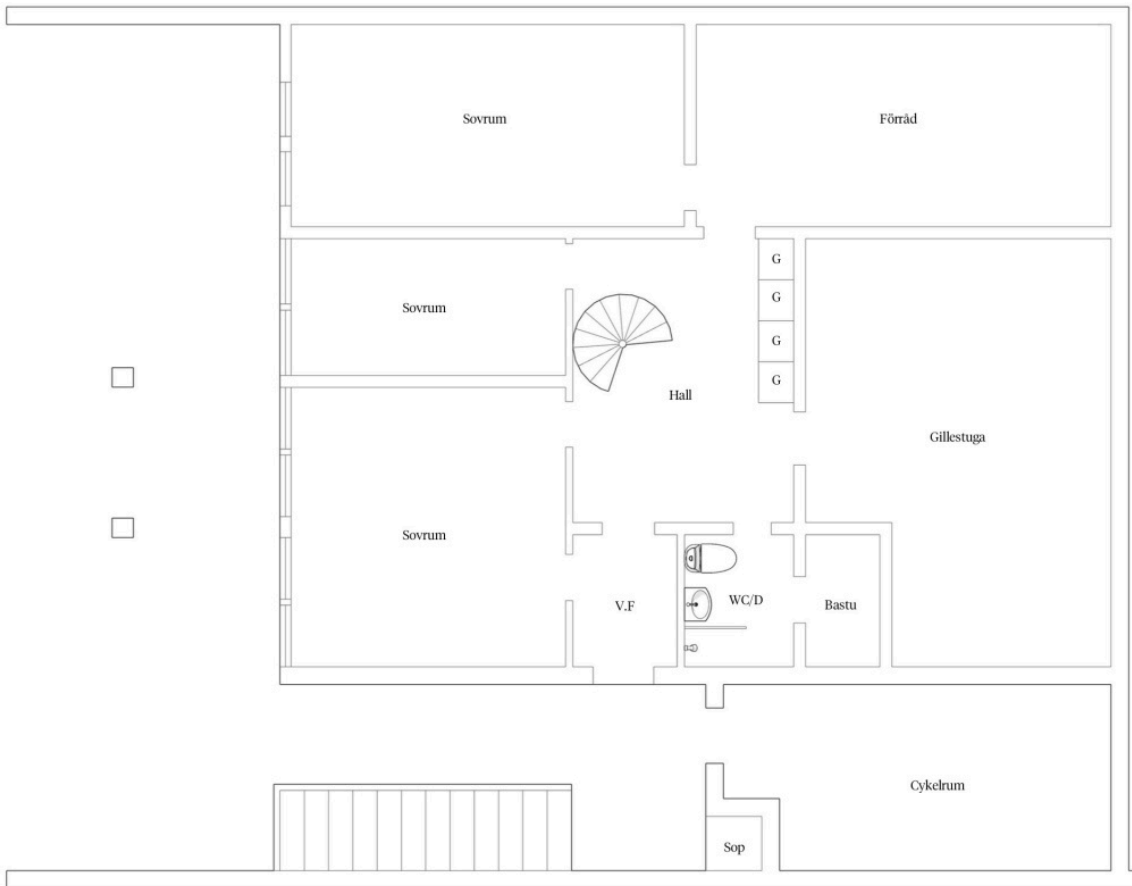 Sovrum
Förråd
G
Sovrum
G
G
G
Hall
Gillestuga
Sovrum
V.F
WC/D
Bastu
Cykelrum
Sop